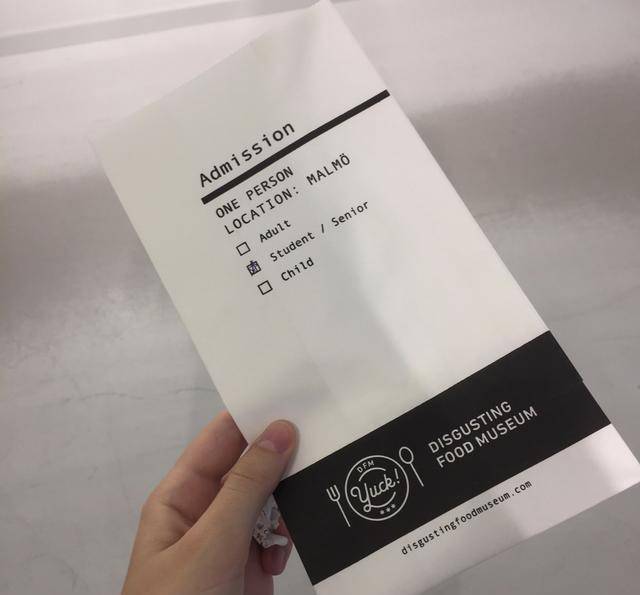 Admission
ONE PERSON
LOCATION: MALMÖ
Adult
Student / Senior
Child
DFM
Yuck!
DISGUSTING
FOOD MUSEUM
disgustingfoodmuseum.com